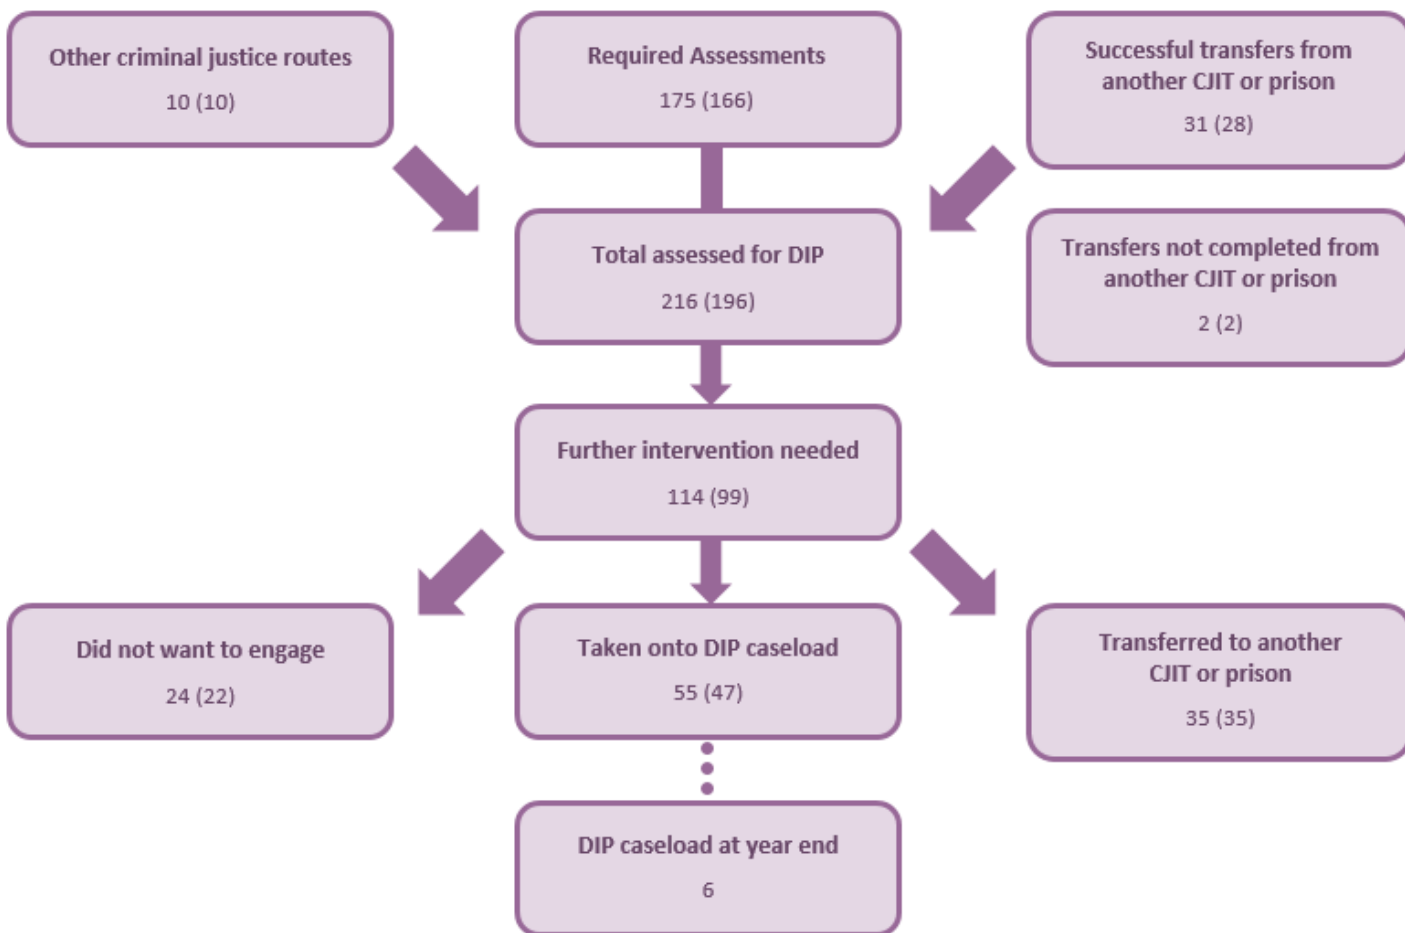 Other criminal justice routes
10 (10)
Required Assessments
175 (166)
Successful transfers from
another CJIT or prison
31 (28)
Total assessed for DIP
216 (196)
Transfers not completed from
another CJIT or prison
2 (2)
Further intervention needed
114 (99)
Did not want to engage
24 (22)
Taken onto DIP caseload
55 (47)
Transferred to another
CJIT or prison
35 (35)
DIP caseload at year end
6